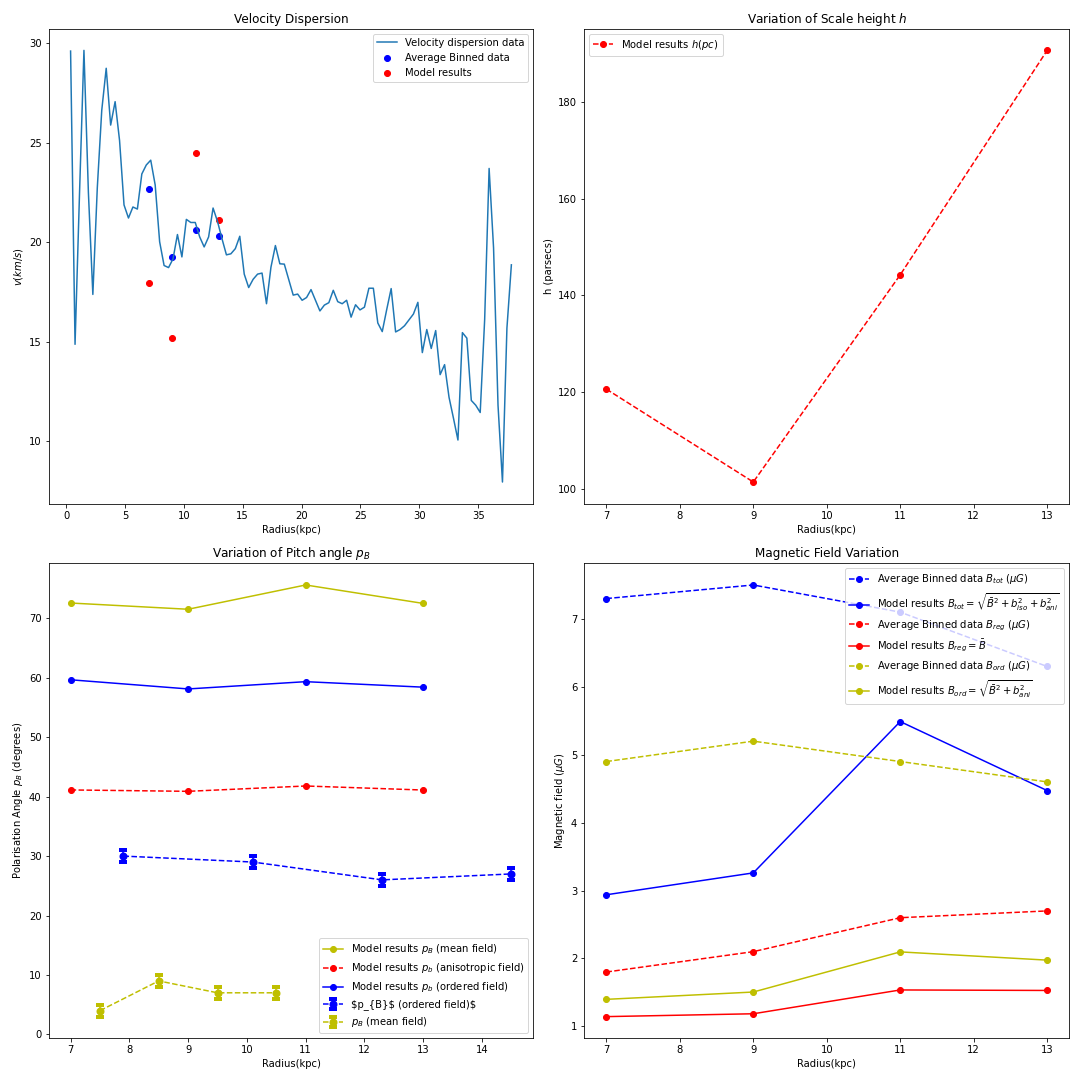 Velocity Dispersion
30
25
20
15
10
v(km/s)
0 5 10 15 20 25 30 35
Radius(kpc)
Velocity dispersion data
Average Binned data
Model results
Variation of Scale height h
Model results h(pc)
180
160
140
120
100
h (parsecs)
7 8 9 10 11 12 13
Radius(kpc)
Variation of Pitch angle p_B
70
60
50
40
30
20
10
0
Polarisation Angle p_B (degrees)
7 8 9 10 11 12 13 14
Radius(kpc)
Model results p_B (mean field)
Model results p_b (anisotropic field)
Model results p_b (ordered field)
$p_{B}$ (ordered field)$
p_B (mean field)
Magnetic Field Variation
Average Binned data B_tot (μG)
Model results B_tot = √(B̄² + b²_iso + b²_ani)
Average Binned data B_reg (μG)
Model results B_reg = B̄
Average Binned data B_ord (μG)
Model results B_ord = √(B̄² + b²_ani)
7
6
5
4
3
2
1
Magnetic field (μG)
7 8 9 10 11 12 13
Radius(kpc)